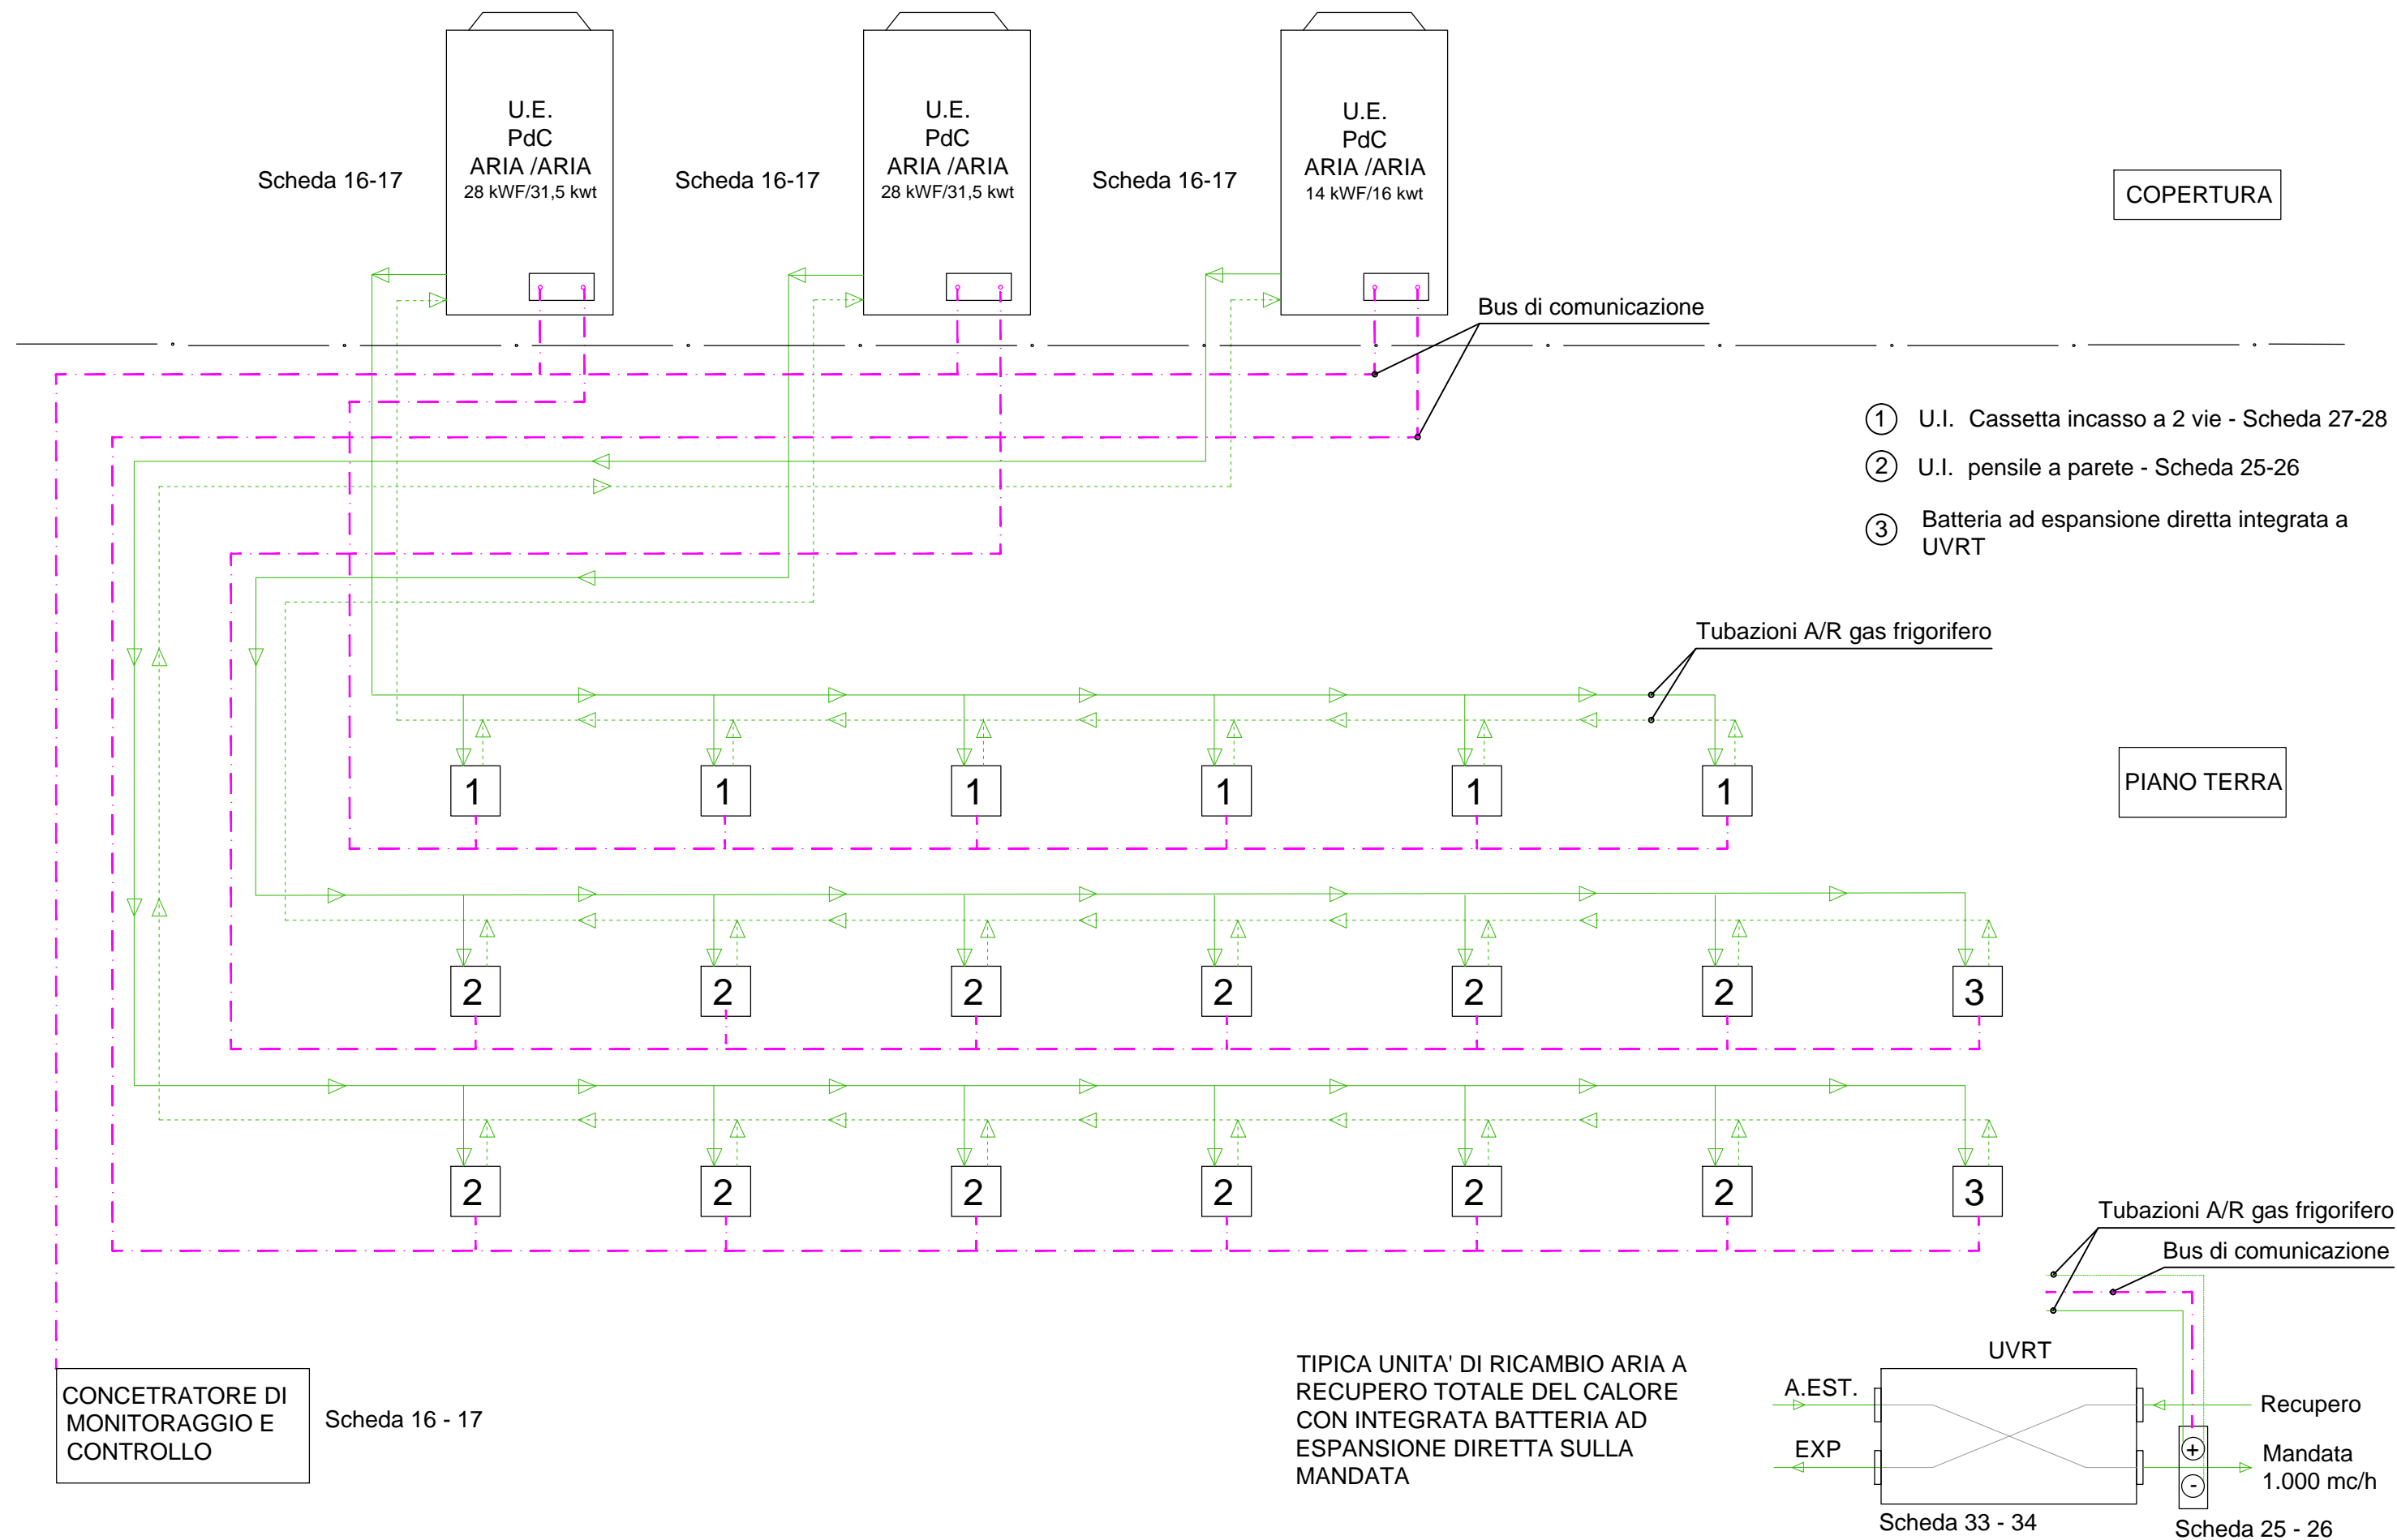 U.E.
PdC
ARIA /ARIA
28 kWF/31,5 kwt
Scheda 16-17
U.E.
PdC
ARIA /ARIA
28 kWF/31,5 kwt
Scheda 16-17
U.E.
PdC
ARIA /ARIA
14 kWF/16 kwt
Scheda 16-17
COPERTURA
Bus di comunicazione
1 U.I. Cassetta incasso a 2 vie - Scheda 27-28
2 U.I. pensile a parete - Scheda 25-26
3 Batteria ad espansione diretta integrata a
UVRT
Tubazioni A/R gas frigorifero
PIANO TERRA
1 1 1 1 1 1
2 2 2 2 2 2 3
2 2 2 2 2 2 3
Tubazioni A/R gas frigorifero
Bus di comunicazione
CONCETRATORE DI
MONITORAGGIO E
CONTROLLO
Scheda 16 - 17
TIPICA UNITA' DI RICAMBIO ARIA A
RECUPERO TOTALE DEL CALORE
CON INTEGRATA BATTERIA AD
ESPANSIONE DIRETTA SULLA
MANDATA
UVRT
A.EST.
EXP
Recupero
+
-
Mandata
1.000 mc/h
Scheda 33 - 34
Scheda 25 - 26